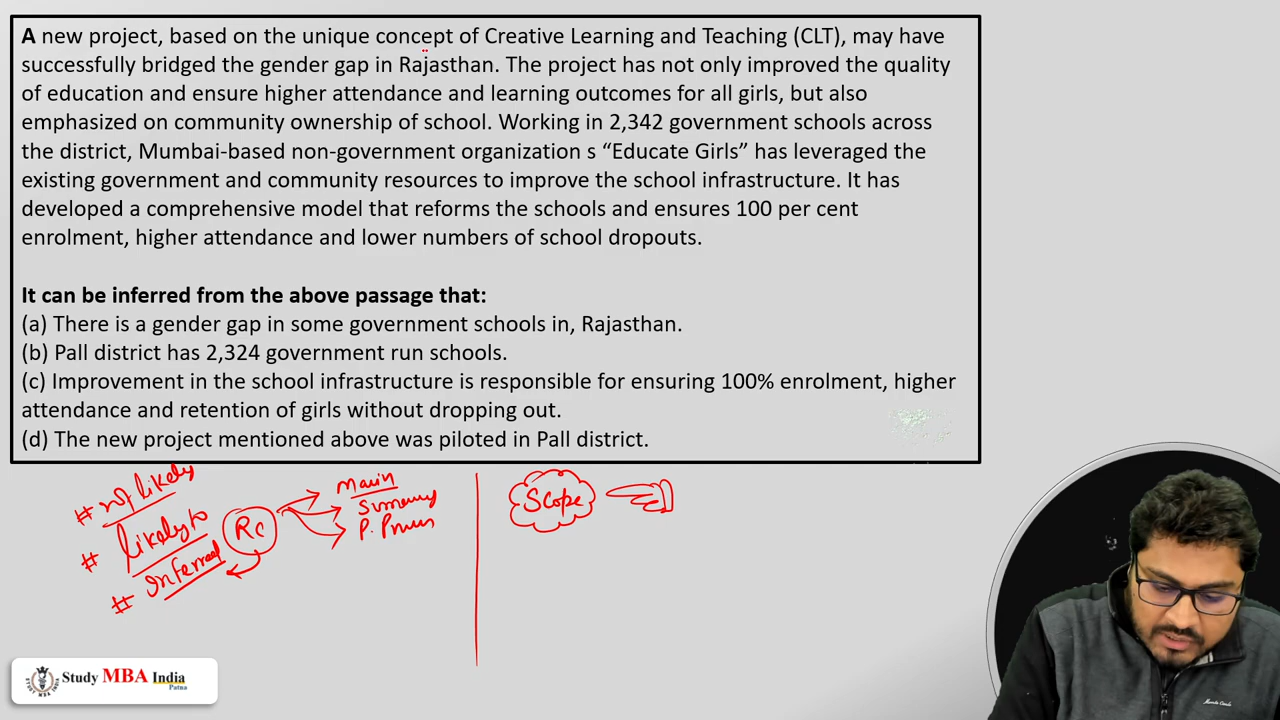 A new project, based on the unique concept of Creative Learning and Teaching (CLT), may have
successfully bridged the gender gap in Rajasthan. The project has not only improved the quality
of education and ensure higher attendance and learning outcomes for all girls, but also
emphasized on community ownership of school. Working in 2,342 government schools across
the district, Mumbai-based non-government organization s “Educate Girls” has leveraged the
existing government and community resources to improve the school infrastructure. It has
developed a comprehensive model that reforms the schools and ensures 100 per cent
enrolment, higher attendance and lower numbers of school dropouts.
It can be inferred from the above passage that:
(a) There is a gender gap in some government schools in, Rajasthan.
(b) Pall district has 2,324 government run schools.
(c) Improvement in the school infrastructure is responsible for ensuring 100% enrolment, higher
attendance and retention of girls without dropping out.
(d) The new project mentioned above was piloted in Pall district.
# not likely
# likely to
# Inferred
RC
Main
Summary
Scope
Study MBA India
Patna